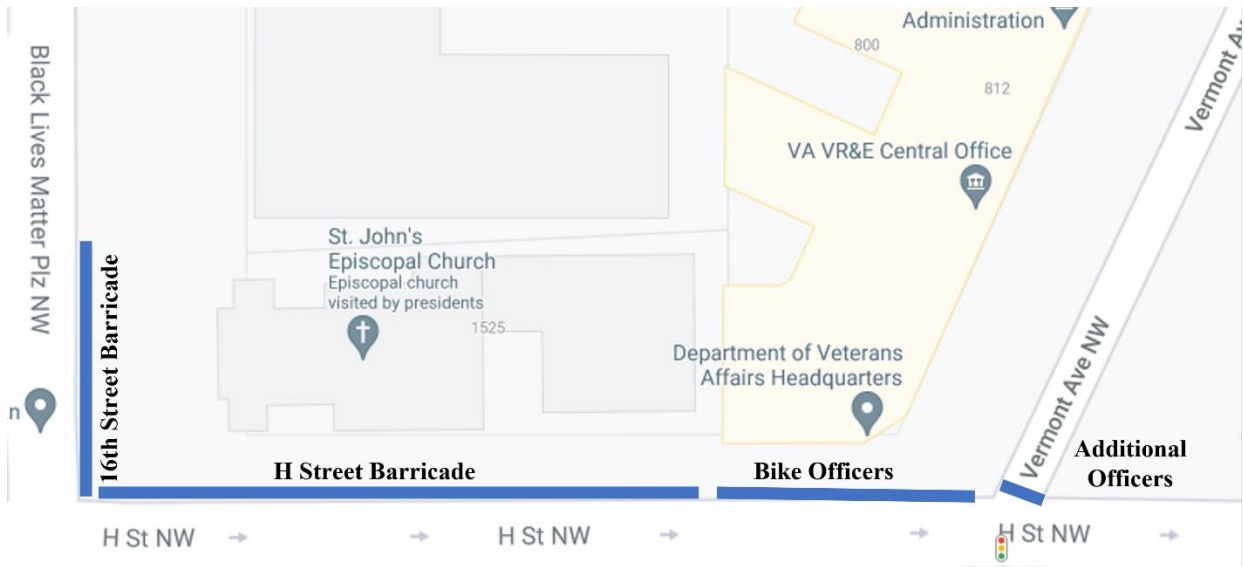 Administration
800
812
Black Lives Matter Plz NW
Vermont Av
VA VR&E Central Office
St. John's
Episcopal Church
Episcopal church
visited by presidents
1525
16th Street Barricade
Department of Veterans
Affairs Headquarters
n
Vermont Ave NW
H Street Barricade
Bike Officers
Additional
Officers
H St NW
H St NW
H St NW